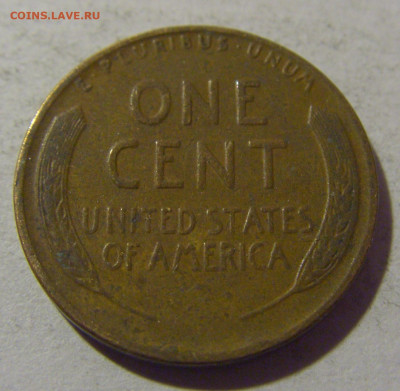 COINS.LAVE.RU
E·PLURIBUS·UNUM
ONE
CENT
UNITED STATES
OF AMERICA